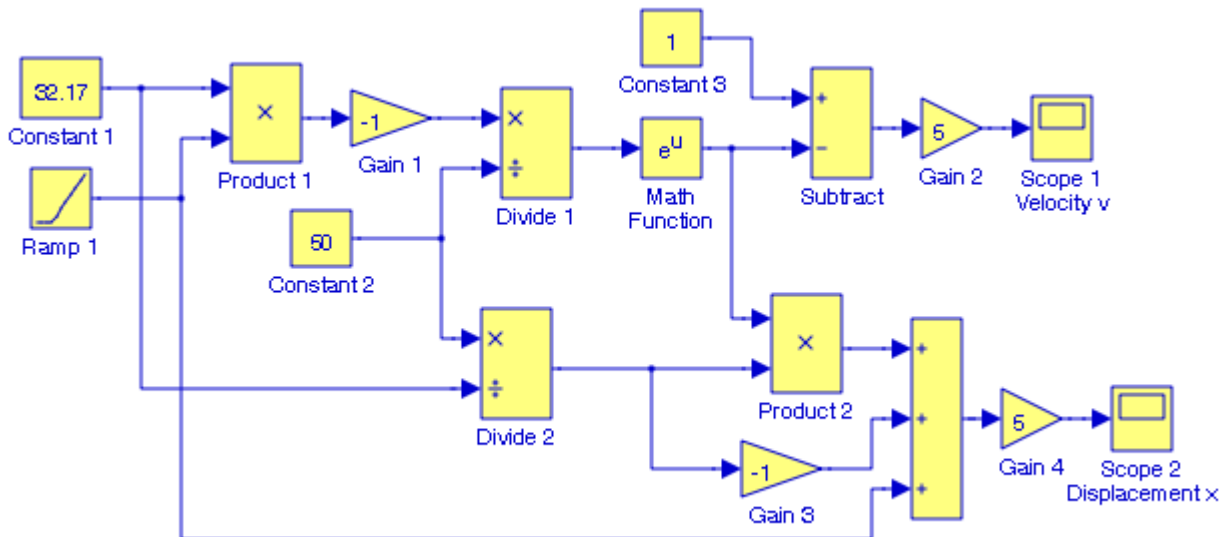 1
Constant 3
32.17
Constant 1
×
Product 1
-1
Gain 1
×
÷
Divide 1
e^u
Math
Function
+
−
Subtract
5
Gain 2
Scope 1
Velocity v
Ramp 1
50
Constant 2
×
÷
Divide 2
×
Product 2
-1
Gain 3
+
+
+
5
Gain 4
Scope 2
Displacement x